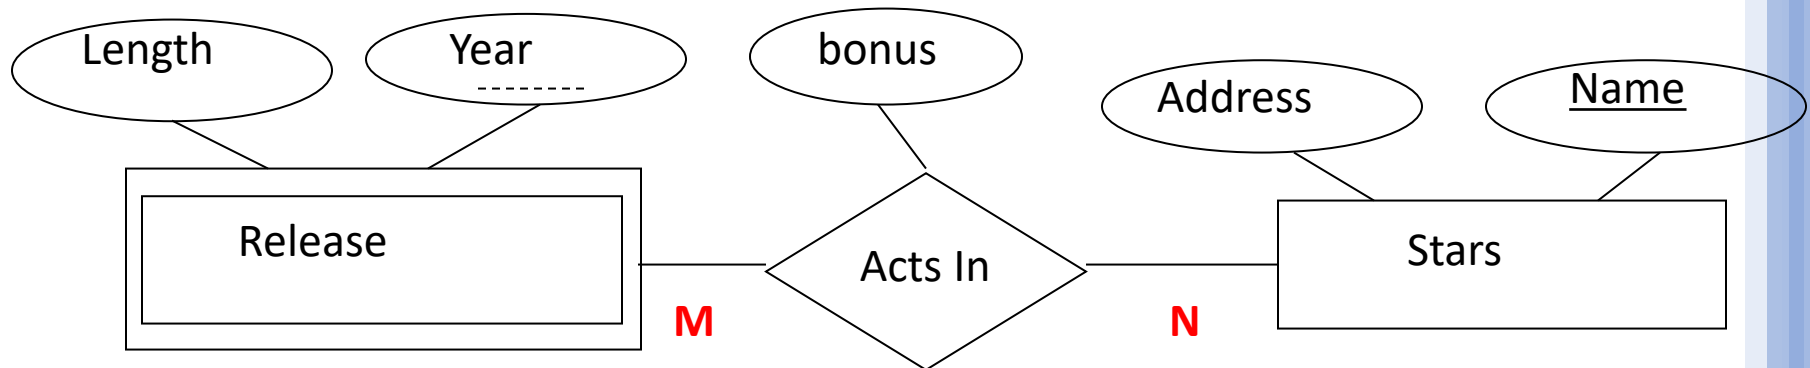 Length
Year
bonus
Address
Name
Release
Acts In
Stars
M
N